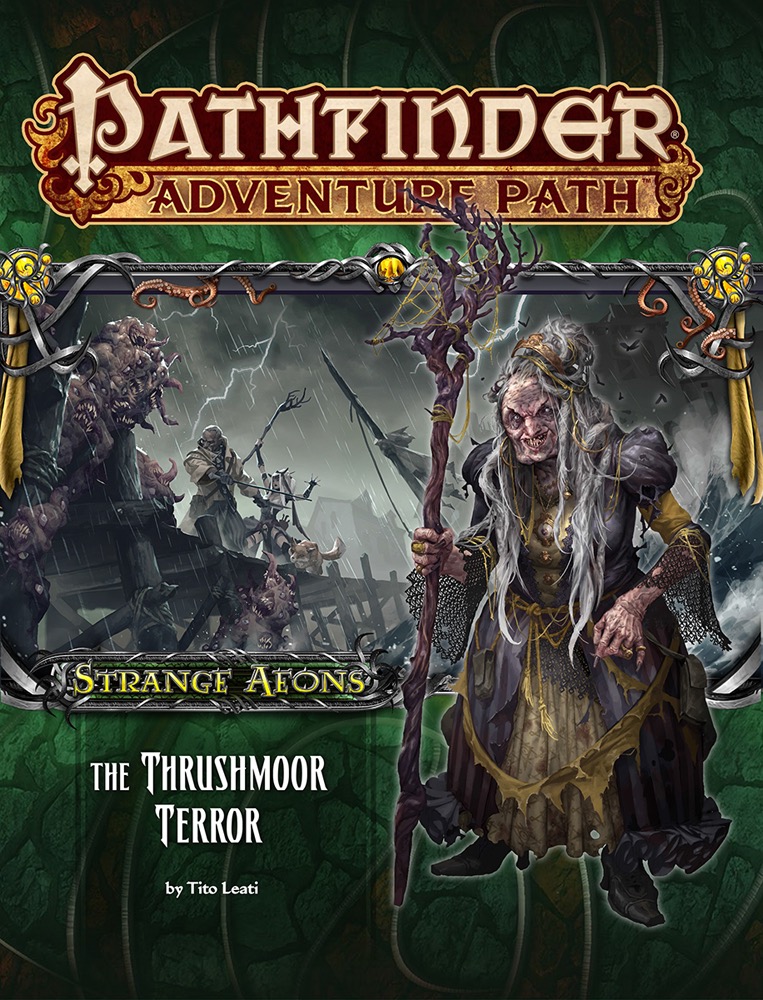 PATHFINDER®
ADVENTURE PATH
STRANGE AEONS
THE THRUSHMOOR
TERROR
by Tito Leati